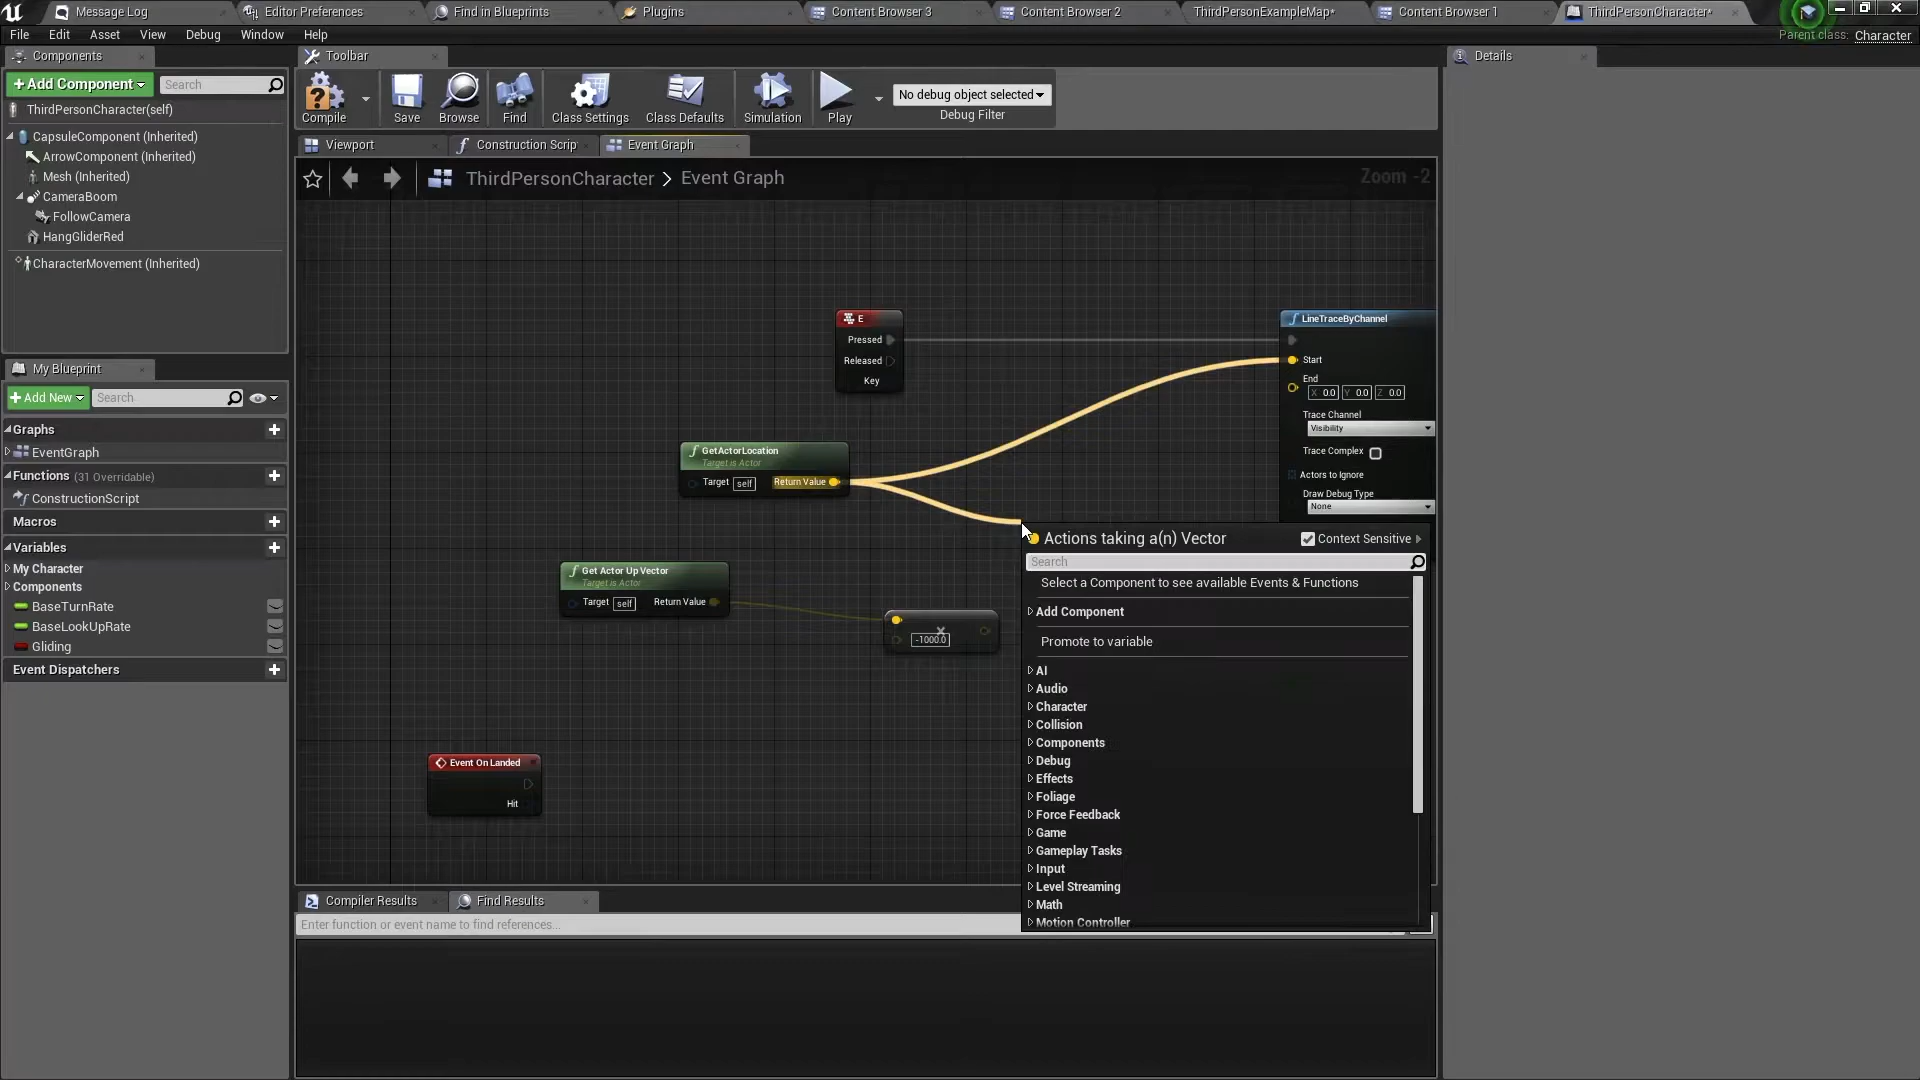 Message Log
Editor Preferences
Find in Blueprints
Plugins
Content Browser 3
Content Browser 2
ThirdPersonExampleMap*
Content Browser 1
ThirdPersonCharacter*
File Edit Asset View Debug Window Help
Parent class: Character
Components
Toolbar
Details
+Add Component
Search
ThirdPersonCharacter(self)
CapsuleComponent (Inherited)
ArrowComponent (Inherited)
Mesh (Inherited)
CameraBoom
FollowCamera
HangGliderRed
CharacterMovement (Inherited)
Compile
Save
Browse
Find
Class Settings
Class Defaults
Simulation
Play
No debug object selected
Debug Filter
Viewport
Construction Scrip
Event Graph
ThirdPersonCharacter > Event Graph
Zoom -2
E
Pressed
Released
Key
LineTraceByChannel
Start
End
X 0.0 Y 0.0 Z 0.0
Trace Channel
Visibility
Trace Complex
Actors to Ignore
Draw Debug Type
None
GetActorLocation
Target is Actor
Target self Return Value
Get Actor Up Vector
Target is Actor
Target self Return Value
-1000.0
Event On Landed
Hit
Actions taking a(n) Vector
Context Sensitive
Search
Select a Component to see available Events & Functions
Add Component
Promote to variable
AI
Audio
Character
Collision
Components
Debug
Effects
Foliage
Force Feedback
Game
Gameplay Tasks
Input
Level Streaming
Math
Motion Controller
My Blueprint
+Add New
Search
Graphs
EventGraph
Functions (31 Overridable)
ConstructionScript
Macros
Variables
My Character
Components
BaseTurnRate
BaseLookUpRate
Gliding
Event Dispatchers
Compiler Results
Find Results
Enter function or event name to find references...